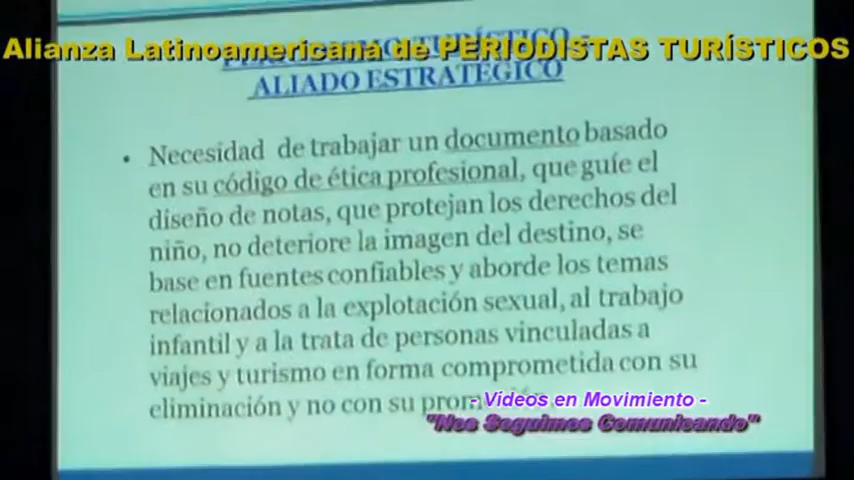 Alianza Latinoamericana de PERIODISTAS TURÍSTICOS
TURÍSTICO -
ALIADO ESTRATÉGICO
• Necesidad de trabajar un documento basado
en su código de ética profesional, que guíe el
diseño de notas, que protejan los derechos del
niño, no deteriore la imagen del destino, se
base en fuentes confiables y aborde los temas
relacionados a la explotación sexual, al trabajo
infantil y a la trata de personas vinculadas a
viajes y turismo en forma comprometida con su
eliminación y no con su
- Vídeos en Movimiento -
"Nos Seguimos Comunicando"